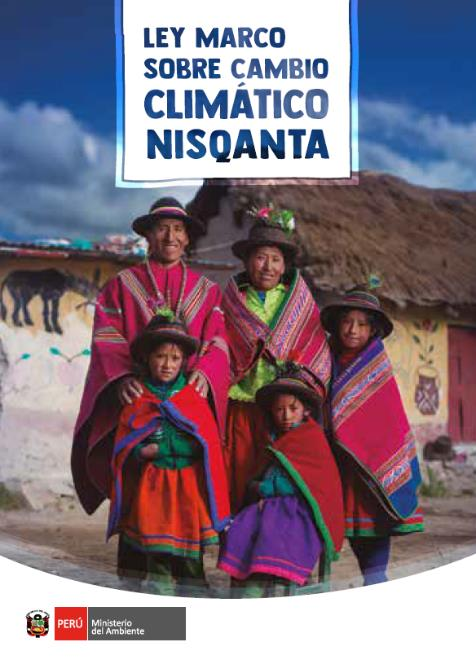 LEY MARCO
SOBRE CAMBIO
CLIMÁTICO
NISQANTA
PERÚ
Ministerio
del Ambiente